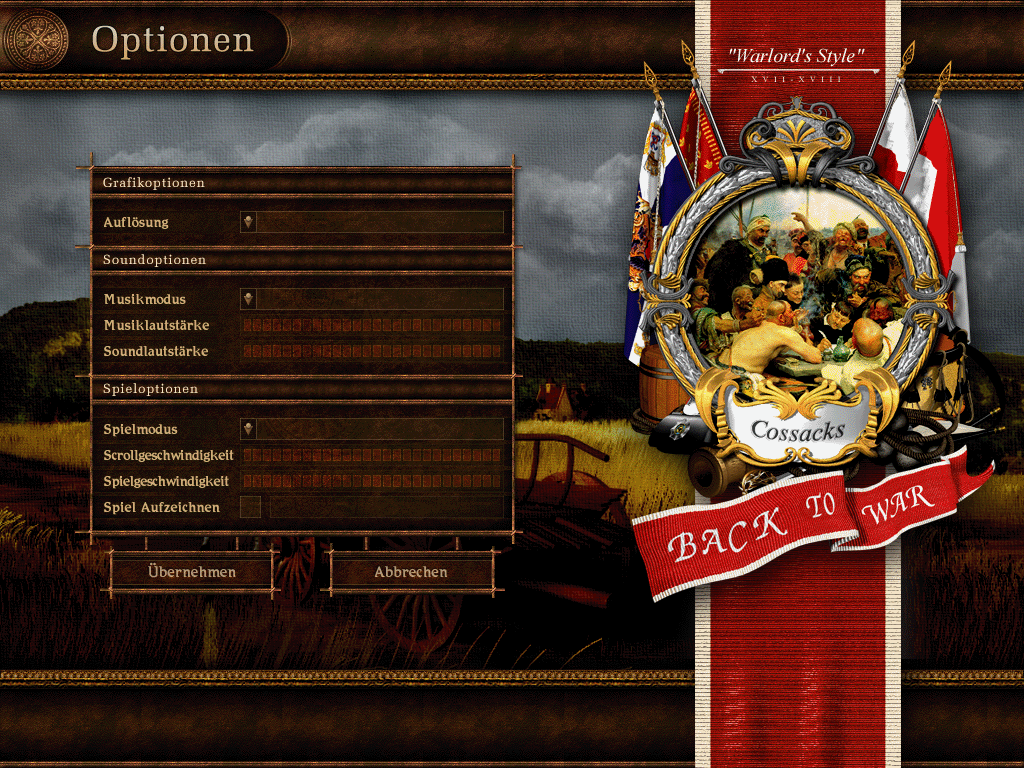 Optionen
"Warlord's Style"
XVII-XVIII
Grafikoptionen
Auflösung
Soundoptionen
Musikmodus
Musiklautstärke
Soundlautstärke
Spieloptionen
Spielmodus
Scrollgeschwindigkeit
Spielgeschwindigkeit
Spiel Aufzeichnen
Übernehmen
Abbrechen
Cossacks
BACK TO WAR